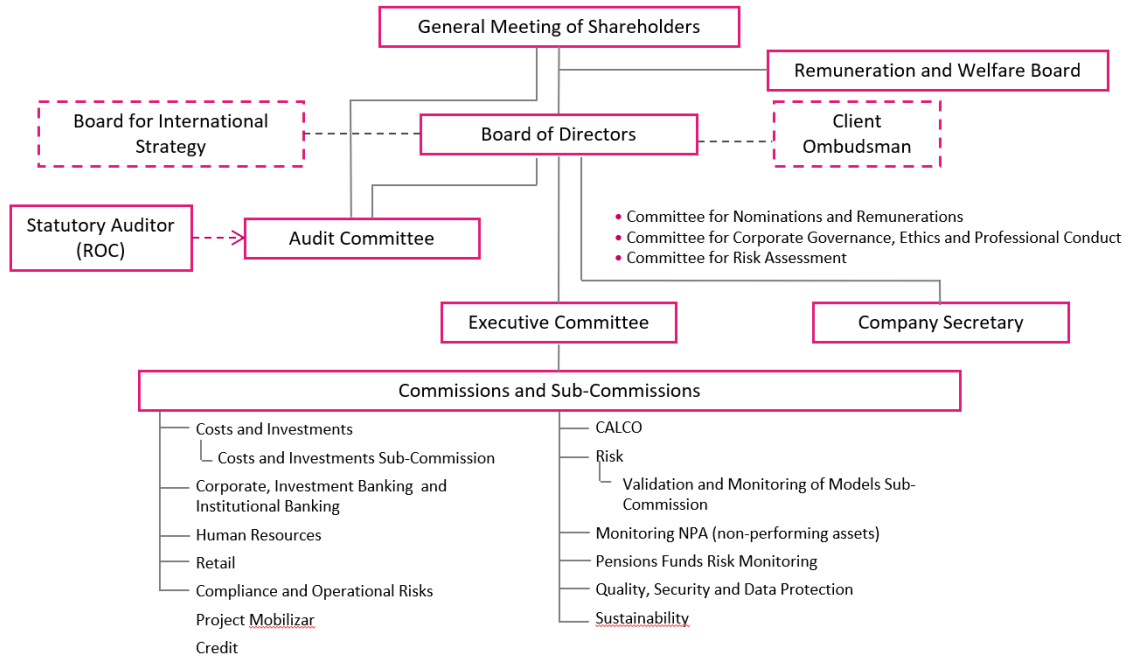 General Meeting of Shareholders
Remuneration and Welfare Board
Board for International
Strategy
Board of Directors
Client
Ombudsman
Statutory Auditor
(ROC)
Audit Committee
• Committee for Nominations and Remunerations
• Committee for Corporate Governance, Ethics and Professional Conduct
• Committee for Risk Assessment
Executive Committee
Company Secretary
Commissions and Sub-Commissions
Costs and Investments
Costs and Investments Sub-Commission
Corporate, Investment Banking and
Institutional Banking
Human Resources
Retail
Compliance and Operational Risks
Project Mobilizar
Credit
CALCO
Risk
Validation and Monitoring of Models Sub-
Commission
Monitoring NPA (non-performing assets)
Pensions Funds Risk Monitoring
Quality, Security and Data Protection
Sustainability